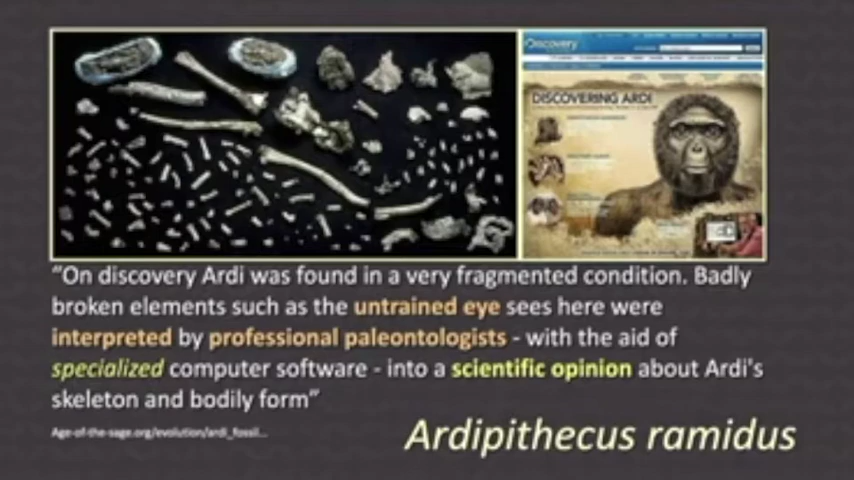 Discovery
DISCOVERING ARDI
“On discovery Ardi was found in a very fragmented condition. Badly
broken elements such as the untrained eye sees here were
interpreted by professional paleontologists - with the aid of
specialized computer software - into a scientific opinion about Ardi's
skeleton and bodily form”
Age-of-the-sage.org/evolution/ardi_fossil...
Ardipithecus ramidus